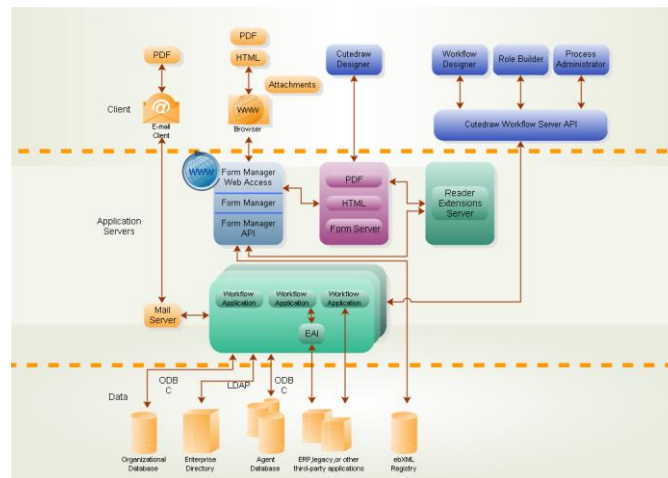 PDF
PDF
HTML
Attachments
Cutedraw
Designer
Workflow
Designer
Role Builder
Process
Administrator
Client
E-mail
Client
WWW
Browser
Cutedraw Workflow Server API
WWW
Form Manager
Web Access
Form Manager
Form Manager
API
PDF
HTML
Form Server
Reader
Extensions
Server
Application
Servers
Workflow
Application
Workflow
Application
Workflow
Application
EAI
Mail
Server
ODB
C
LDAP
ODB
C
Data
Organizational
Database
Enterprise
Directory
Agent
Database
ERP,legacy,or other
third-party applications
ebXML
Registry